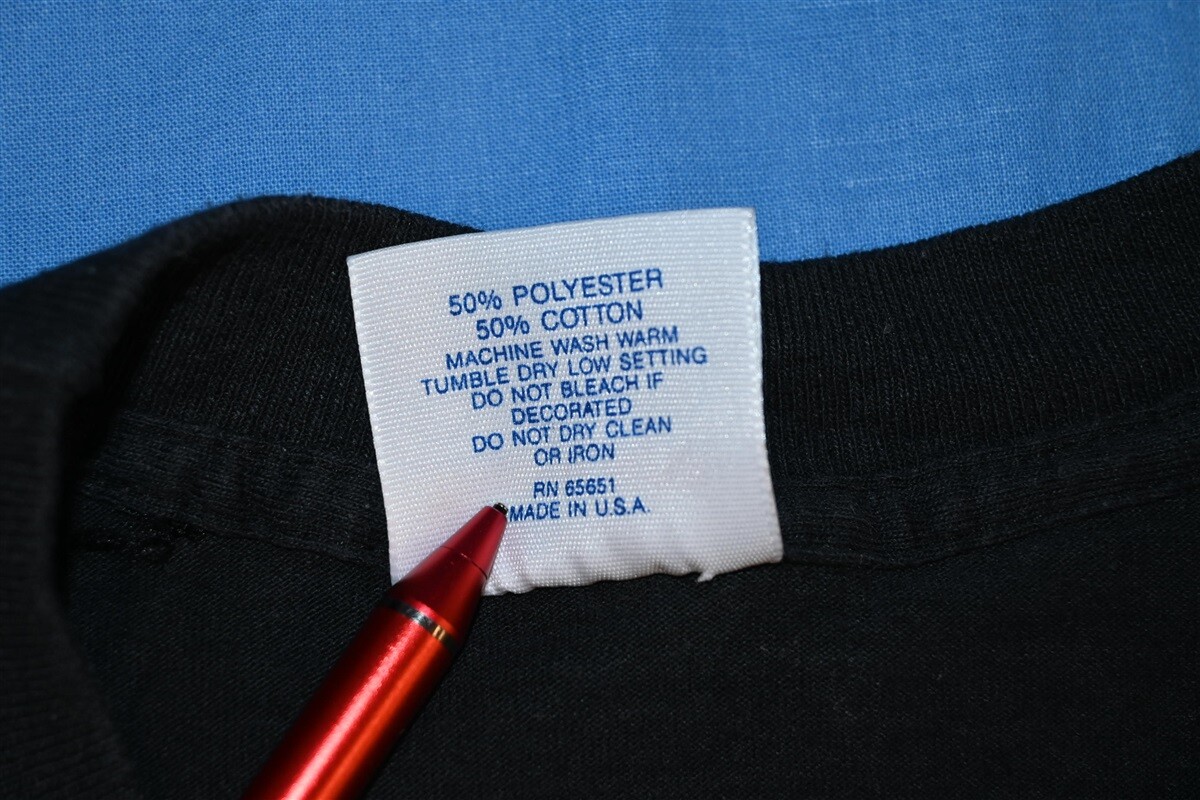 50% POLYESTER
50% COTTON
MACHINE WASH WARM
TUMBLE DRY LOW SETTING
DO NOT BLEACH IF
DECORATED
DO NOT DRY CLEAN
OR IRON
RN 65651
MADE IN U.S.A.